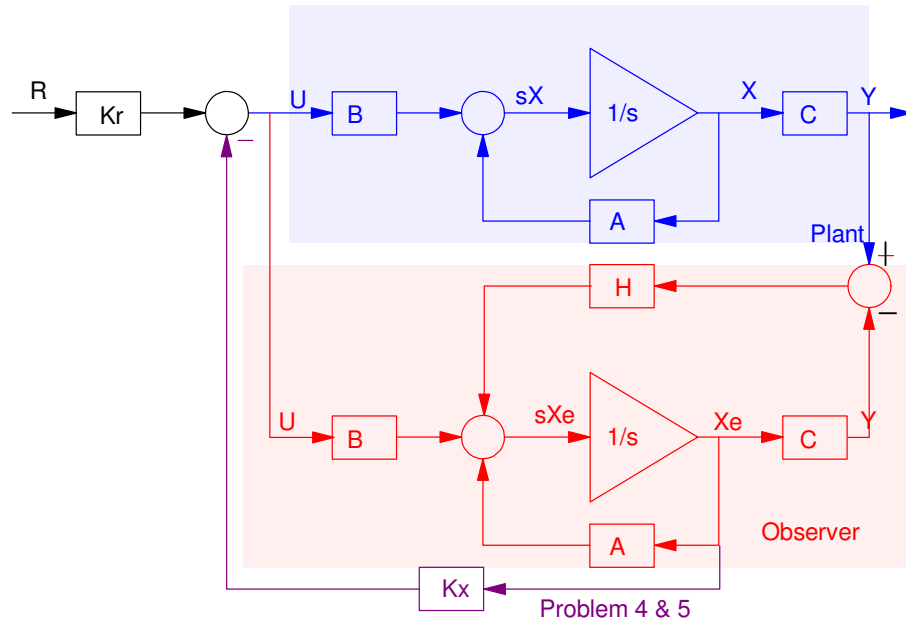 R
Kr
U
B
sX
1/s
X
C
Y
−
A
Plant
+
H
−
U
B
sXe
1/s
Xe
C
Y
A
Observer
Kx
Problem 4 & 5